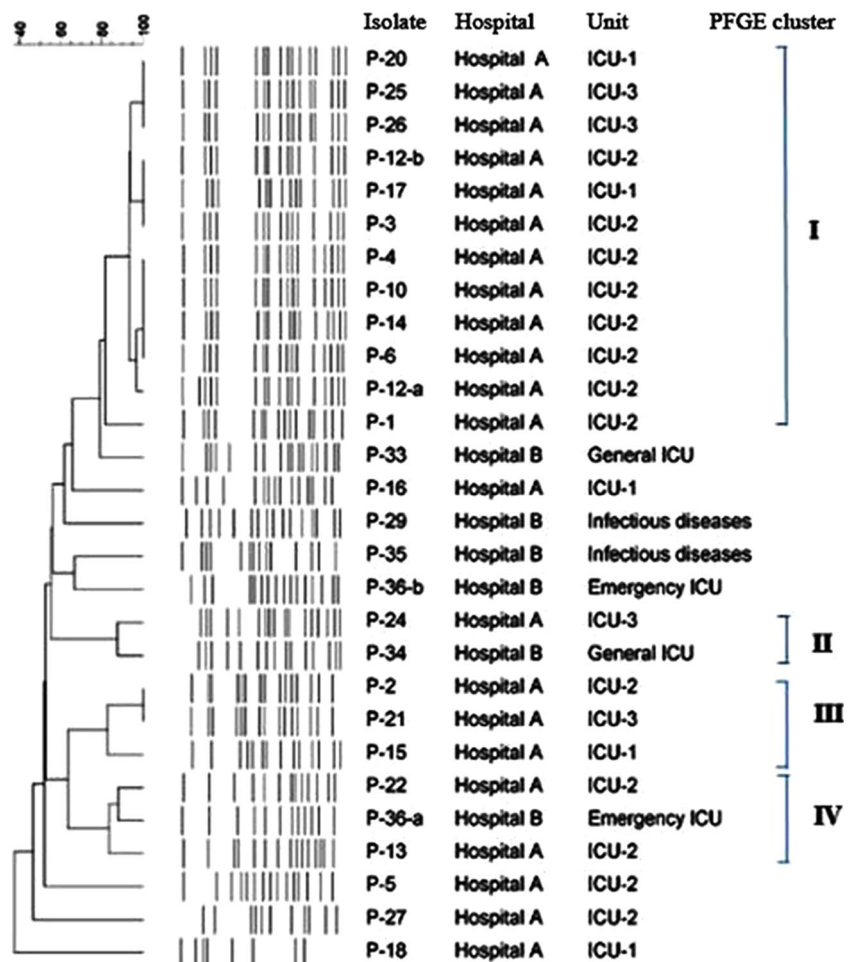 40 60 80 100
Isolate Hospital Unit PFGE cluster
P-20 Hospital A ICU-1
P-25 Hospital A ICU-3
P-26 Hospital A ICU-3
P-12-b Hospital A ICU-2
P-17 Hospital A ICU-1
P-3 Hospital A ICU-2 I
P-4 Hospital A ICU-2
P-10 Hospital A ICU-2
P-14 Hospital A ICU-2
P-6 Hospital A ICU-2
P-12-a Hospital A ICU-2
P-1 Hospital A ICU-2
P-33 Hospital B General ICU
P-16 Hospital A ICU-1
P-29 Hospital B Infectious diseases
P-35 Hospital B Infectious diseases
P-36-b Hospital B Emergency ICU
P-24 Hospital A ICU-3
P-34 Hospital B General ICU II
P-2 Hospital A ICU-2
P-21 Hospital A ICU-3 III
P-15 Hospital A ICU-1
P-22 Hospital A ICU-2
P-36-a Hospital B Emergency ICU IV
P-13 Hospital A ICU-2
P-5 Hospital A ICU-2
P-27 Hospital A ICU-2
P-18 Hospital A ICU-1